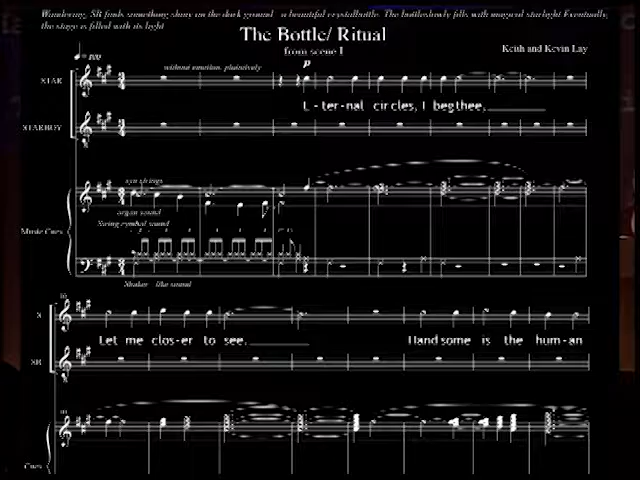 Wandering, SB finds something shiny on the dark ground - a beautiful crystal bottle. The bottle slowly fills with magical starlight. Eventually,
the stage is filled with its light
The Bottle/ Ritual
from scene 1
Keith and Kevin Lay
without emotion, plaintively
p
STAR
E - ter - nal cir cles, I beg thee,
STARBOY
syn strings
organ sound
Swing cymbal sound
Music Cues
Shaker like sound
S
Let me clos - er to see.
Hand some is the hum - an
SB
Cues